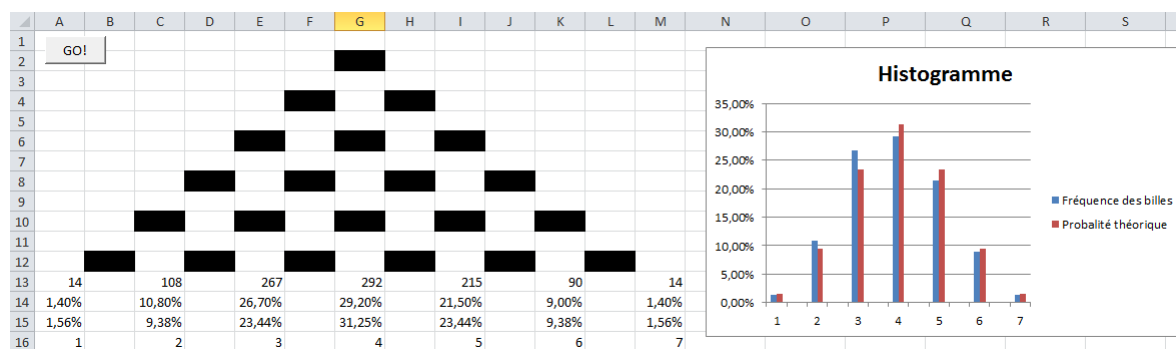 A B C D E F G H I J K L M N O P Q R S
1
GO!
2
3
4
5
6
7
8
9
10
11
12
13 14 108 267 292 215 90 14
14 1,40% 10,80% 26,70% 29,20% 21,50% 9,00% 1,40%
15 1,56% 9,38% 23,44% 31,25% 23,44% 9,38% 1,56%
16 1 2 3 4 5 6 7
Histogramme
35,00%
30,00%
25,00%
20,00%
15,00%
10,00%
5,00%
0,00%
1 2 3 4 5 6 7
Fréquence des billes
Probalité théorique